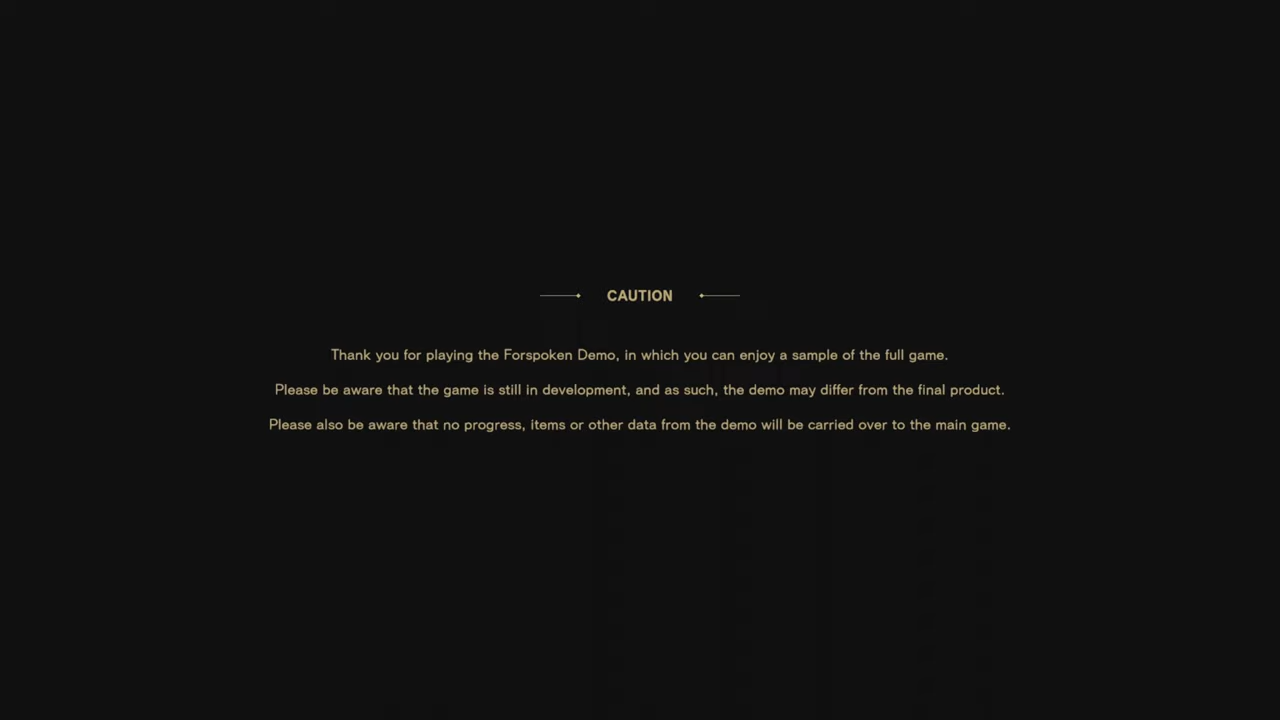 CAUTION
Thank you for playing the Forspoken Demo, in which you can enjoy a sample of the full game.
Please be aware that the game is still in development, and as such, the demo may differ from the final product.
Please also be aware that no progress, items or other data from the demo will be carried over to the main game.